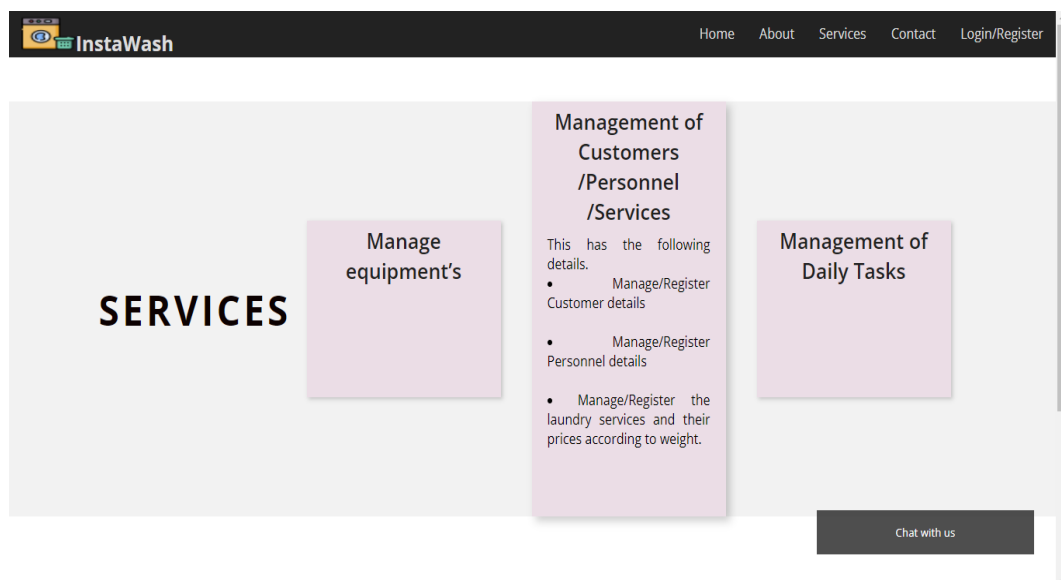 InstaWash
Home About Services Contact Login/Register
SERVICES
Manage
equipment’s
Management of
Customers
/Personnel
/Services
This has the following
details.
• Manage/Register
Customer details
• Manage/Register
Personnel details
• Manage/Register the
laundry services and their
prices according to weight.
Management of
Daily Tasks
Chat with us